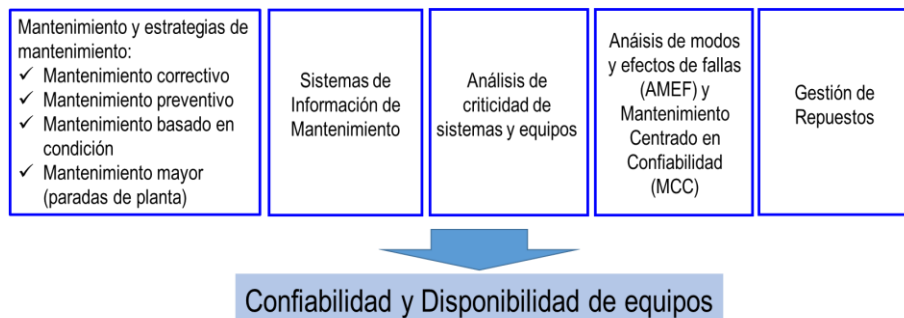 Mantenimiento y estrategias de
mantenimiento:
✓ Mantenimiento correctivo
✓ Mantenimiento preventivo
✓ Mantenimiento basado en
condición
✓ Mantenimiento mayor
(paradas de planta)
Sistemas de
Información de
Mantenimiento
Análisis de
criticidad de
sistemas y equipos
Anáisis de modos
y efectos de fallas
(AMEF) y
Mantenimiento
Centrado en
Confiabilidad
(MCC)
Gestión de
Repuestos
Confiabilidad y Disponibilidad de equipos